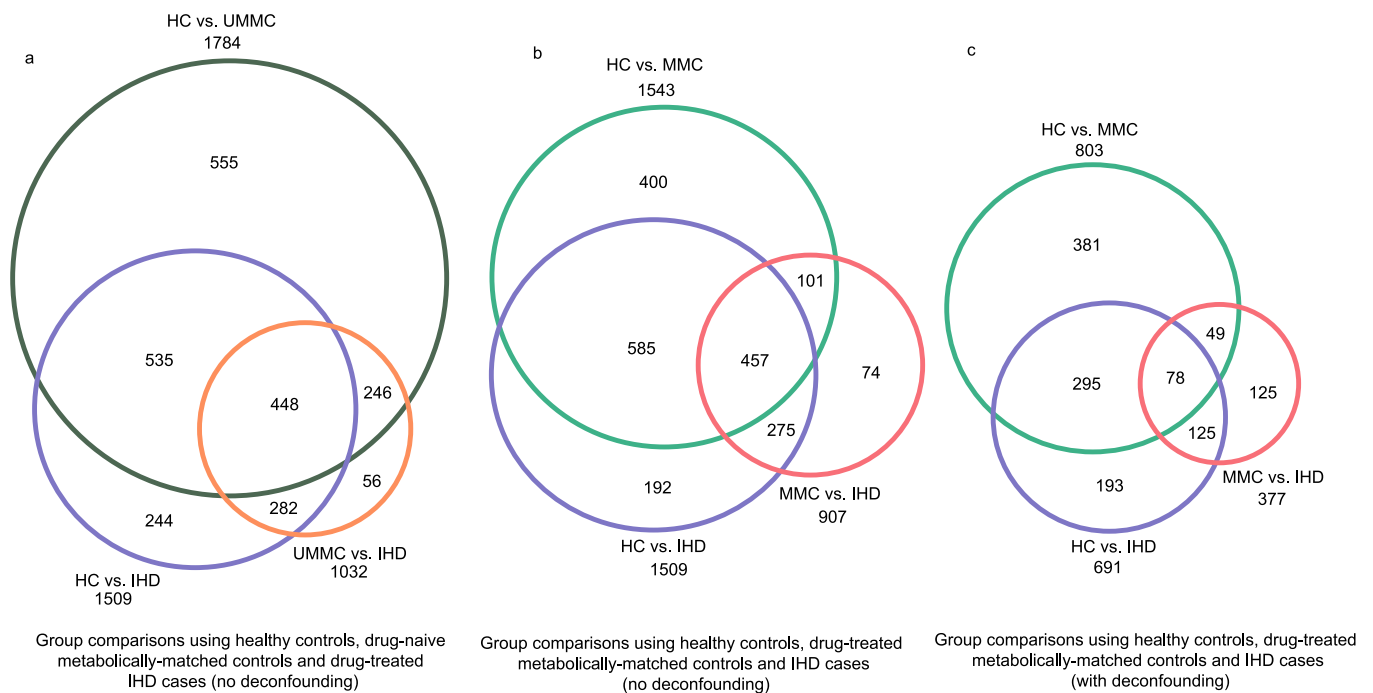 a
HC vs. UMMC
1784
555
535
448
246
56
282
244
UMMC vs. IHD
1032
HC vs. IHD
1509
Group comparisons using healthy controls, drug-naive
metabolically-matched controls and drug-treated
IHD cases (no deconfounding)
b
HC vs. MMC
1543
400
101
585
457
74
275
192
MMC vs. IHD
907
HC vs. IHD
1509
Group comparisons using healthy controls, drug-treated
metabolically-matched controls and IHD cases
(no deconfounding)
c
HC vs. MMC
803
381
49
295
78
125
125
193
MMC vs. IHD
377
HC vs. IHD
691
Group comparisons using healthy controls, drug-treated
metabolically-matched controls and IHD cases
(with deconfounding)